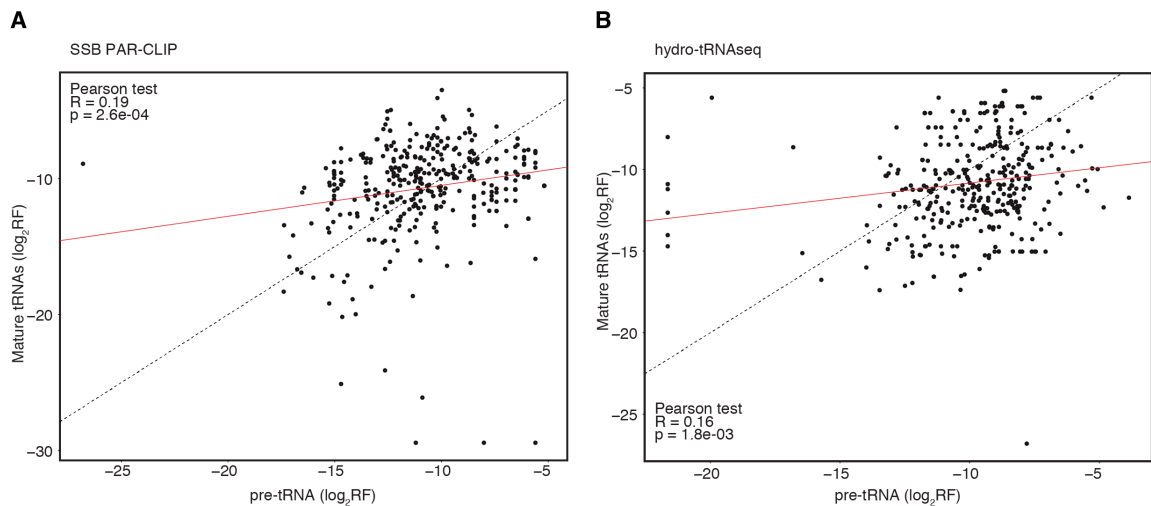 A
SSB PAR-CLIP
Pearson test
R = 0.19
p = 2.6e-04
−10
−20
−30
Mature tRNAs (log₂RF)
−25
−20
−15
−10
−5
pre-tRNA (log₂RF)
B
hydro-tRNAseq
−5
−10
−15
−20
−25
Mature tRNAs (log₂RF)
Pearson test
R = 0.16
p = 1.8e-03
−20
−15
−10
−5
pre-tRNA (log₂RF)